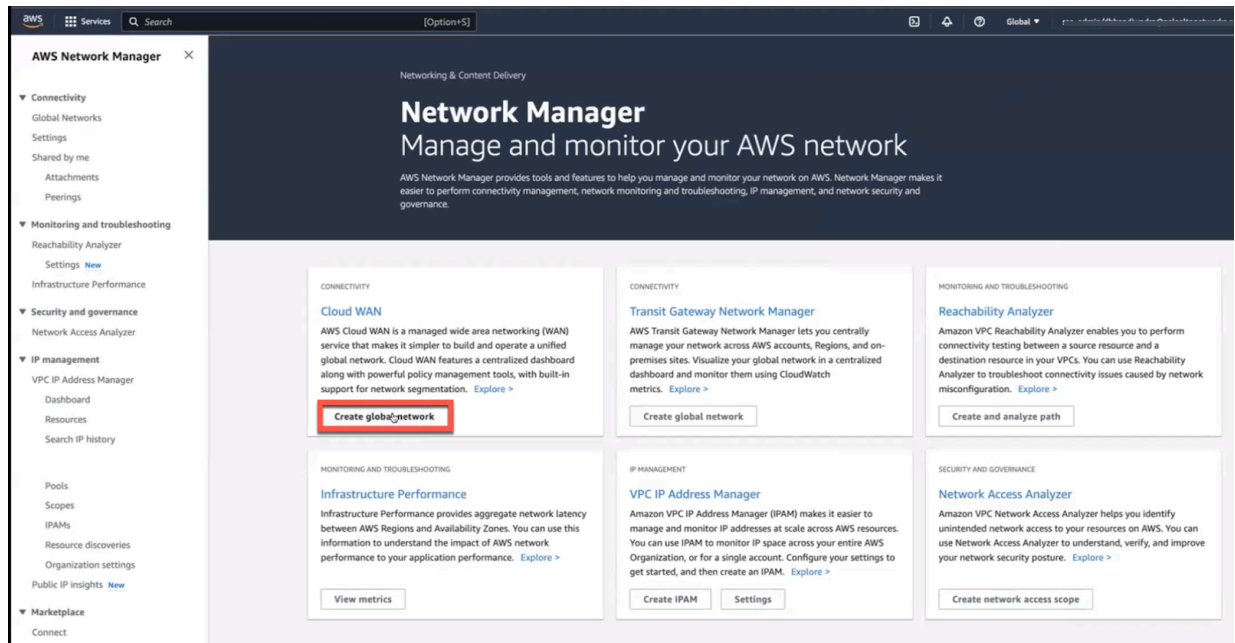 aws
Services
Search
[Option+S]
Global ▼
AWS Network Manager
Connectivity
Global Networks
Settings
Shared by me
Attachments
Peerings
Monitoring and troubleshooting
Reachability Analyzer
Settings New
Infrastructure Performance
Security and governance
Network Access Analyzer
IP management
VPC IP Address Manager
Dashboard
Resources
Search IP history
Pools
Scopes
IPAMs
Resource discoveries
Organization settings
Public IP insights New
Marketplace
Connect
Networking & Content Delivery
Network Manager
Manage and monitor your AWS network
AWS Network Manager provides tools and features to help you manage and monitor your network on AWS. Network Manager makes it
easier to perform connectivity management, network monitoring and troubleshooting, IP management, and network security and
governance.
CONNECTIVITY
Cloud WAN
AWS Cloud WAN is a managed wide area networking (WAN)
service that makes it simpler to build and operate a unified
global network. Cloud WAN features a centralized dashboard
along with powerful policy management tools, with built-in
support for network segmentation. Explore >
Create global network
CONNECTIVITY
Transit Gateway Network Manager
AWS Transit Gateway Network Manager lets you centrally
manage your network across AWS accounts, Regions, and on-
premises sites. Visualize your global network in a centralized
dashboard and monitor them using CloudWatch
metrics. Explore >
Create global network
MONITORING AND TROUBLESHOOTING
Reachability Analyzer
Amazon VPC Reachability Analyzer enables you to perform
connectivity testing between a source resource and a
destination resource in your VPCs. You can use Reachability
Analyzer to troubleshoot connectivity issues caused by network
misconfiguration. Explore >
Create and analyze path
MONITORING AND TROUBLESHOOTING
Infrastructure Performance
Infrastructure Performance provides aggregate network latency
between AWS Regions and Availability Zones. You can use this
information to understand the impact of AWS network
performance to your application performance. Explore >
View metrics
IP MANAGEMENT
VPC IP Address Manager
Amazon VPC IP Address Manager (IPAM) makes it easier to
manage and monitor IP addresses at scale across AWS resources.
You can use IPAM to monitor IP space across your entire AWS
Organization, or for a single account. Configure your settings to
get started, and then create an IPAM. Explore >
Create IPAM
Settings
SECURITY AND GOVERNANCE
Network Access Analyzer
Amazon VPC Network Access Analyzer helps you identify
unintended network access to your resources on AWS. You can
use Network Access Analyzer to understand, verify, and improve
your network security posture. Explore >
Create network access scope